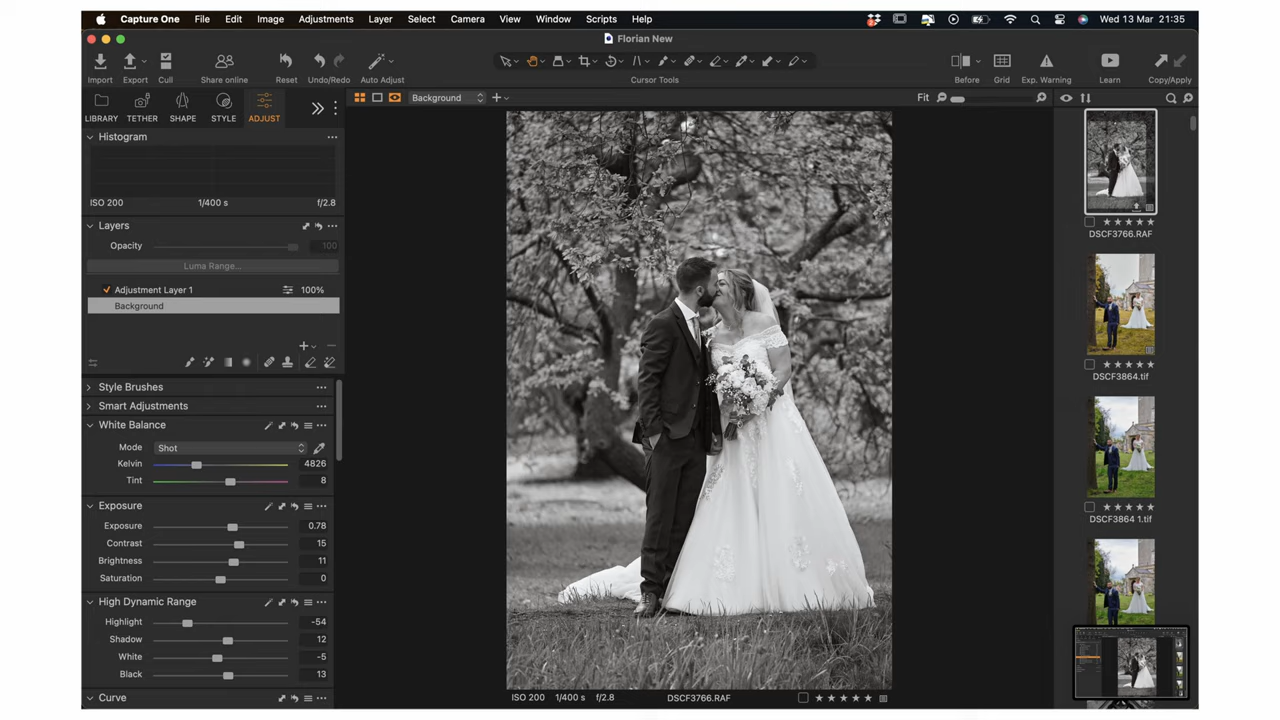 Capture One File Edit Image Adjustments Layer Select Camera View Window Scripts Help Wed 13 Mar 21:35
Florian New
Import Export Cull Share online Reset Undo/Redo Auto Adjust Cursor Tools Before Grid Exp. Warning Learn Copy/Apply
LIBRARY TETHER SHAPE STYLE ADJUST
Background
Fit
Histogram
ISO 200 1/400 s f/2.8
Layers
Opacity 100
Luma Range...
Adjustment Layer 1 100%
Background
Style Brushes
Smart Adjustments
White Balance
Mode Shot
Kelvin 4826
Tint 8
Exposure
Exposure 0.78
Contrast 15
Brightness 11
Saturation 0
High Dynamic Range
Highlight -54
Shadow 12
White -5
Black 13
Curve
ISO 200 1/400 s f/2.8 DSCF3766.RAF
DSCF3766.RAF
DSCF3864.tif
DSCF3864 1.tif